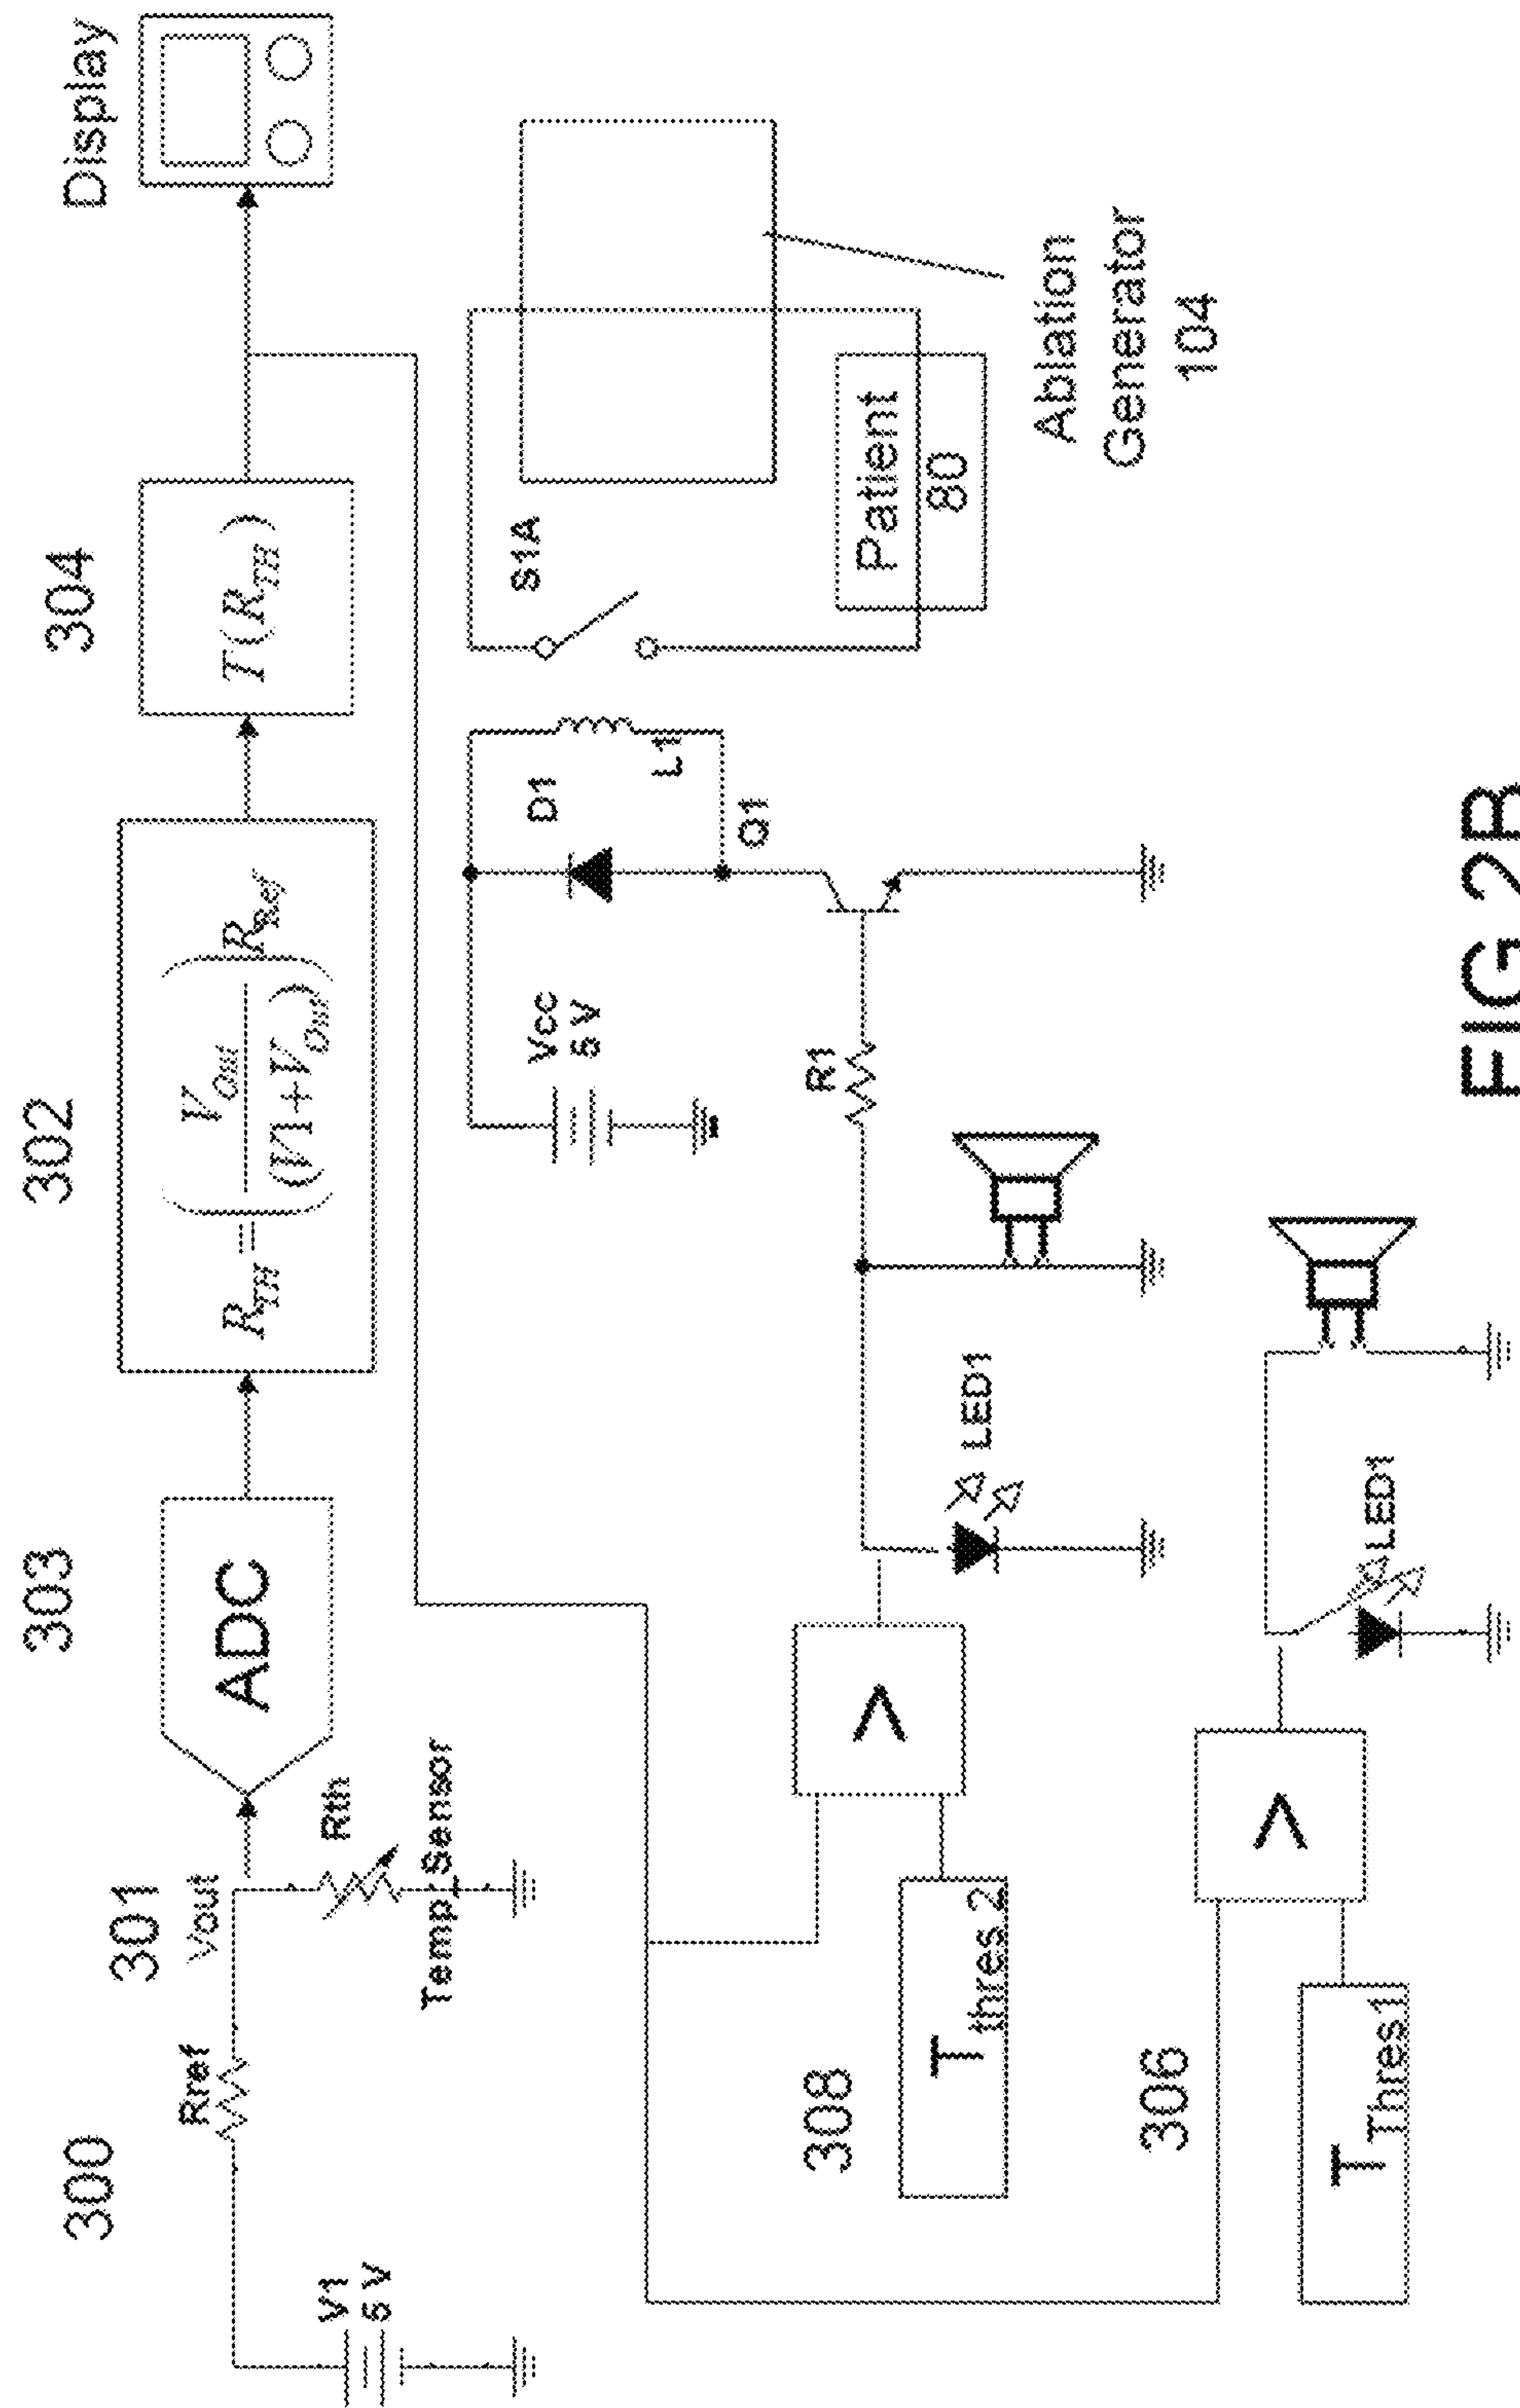 300
301
303
302
304
Display
Rref
Vout
ADC
R_TH = (V_Out / (V1+V_Out)) R_Ref
T(R_TH)
V1
5 V
Rth
Temp_Sensor
Vcc
5 V
D1
L1
S1A
Q1
R1
Patient
80
Ablation
Generator
104
308
T thres 2
>
LED1
306
T Thres1
>
LED1
FIG 2B